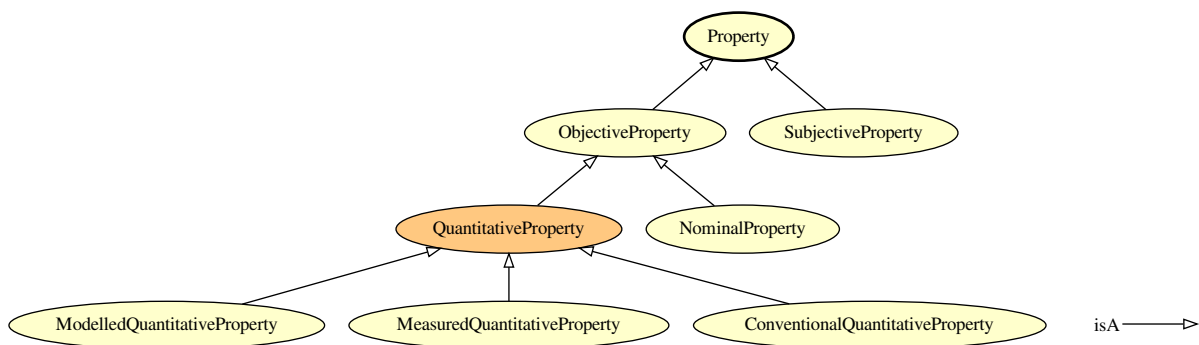 Property
ObjectiveProperty SubjectiveProperty
QuantitativeProperty NominalProperty
ModelledQuantitativeProperty MeasuredQuantitativeProperty ConventionalQuantitativeProperty isA